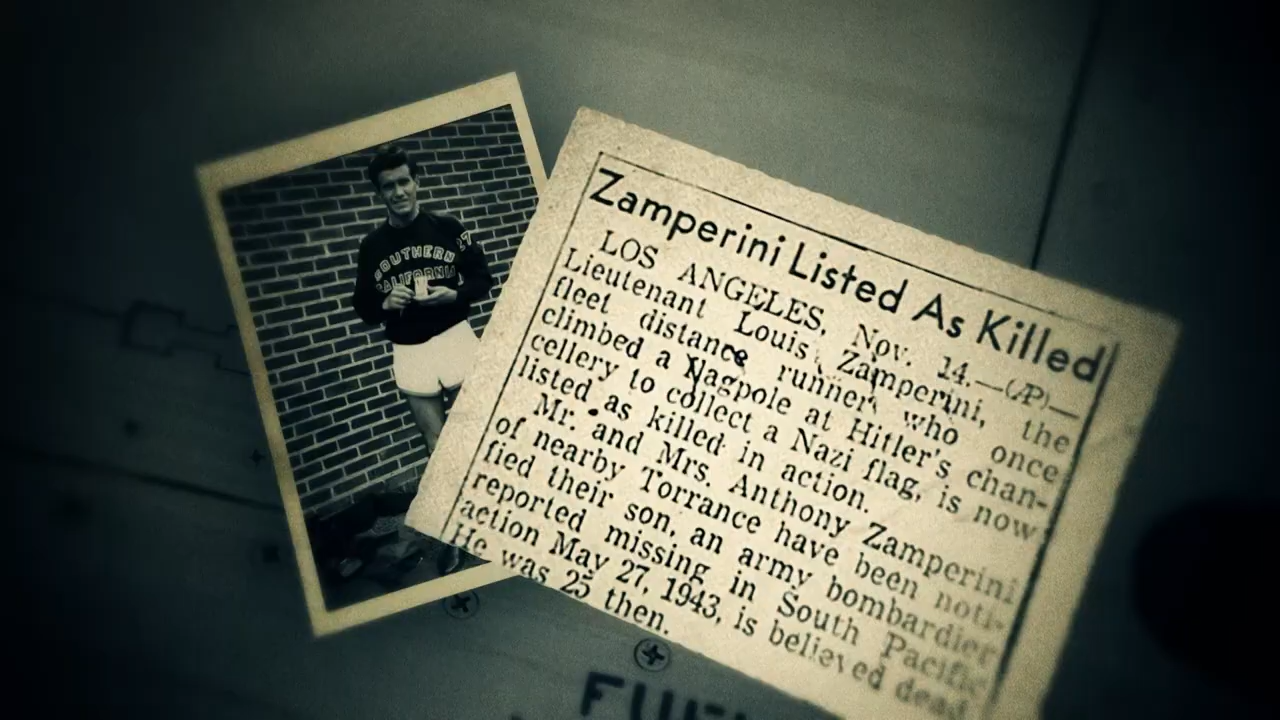 SOUTHERN
CALIFORNIA
Zamperini Listed As Killed
LOS ANGELES, Nov. 14.—(AP)—
Lieutenant Louis Zamperini, the
fleet distance runner who once
climbed a flagpole at Hitler's chan-
cellery to collect a Nazi flag, is now
listed as killed in action.
Mr. and Mrs. Anthony Zamperini
of nearby Torrance have been noti-
fied their son, an army bombardier
reported missing in South Pacific
action May 27, 1943, is believed dead.
He was 25 then.
FUEL